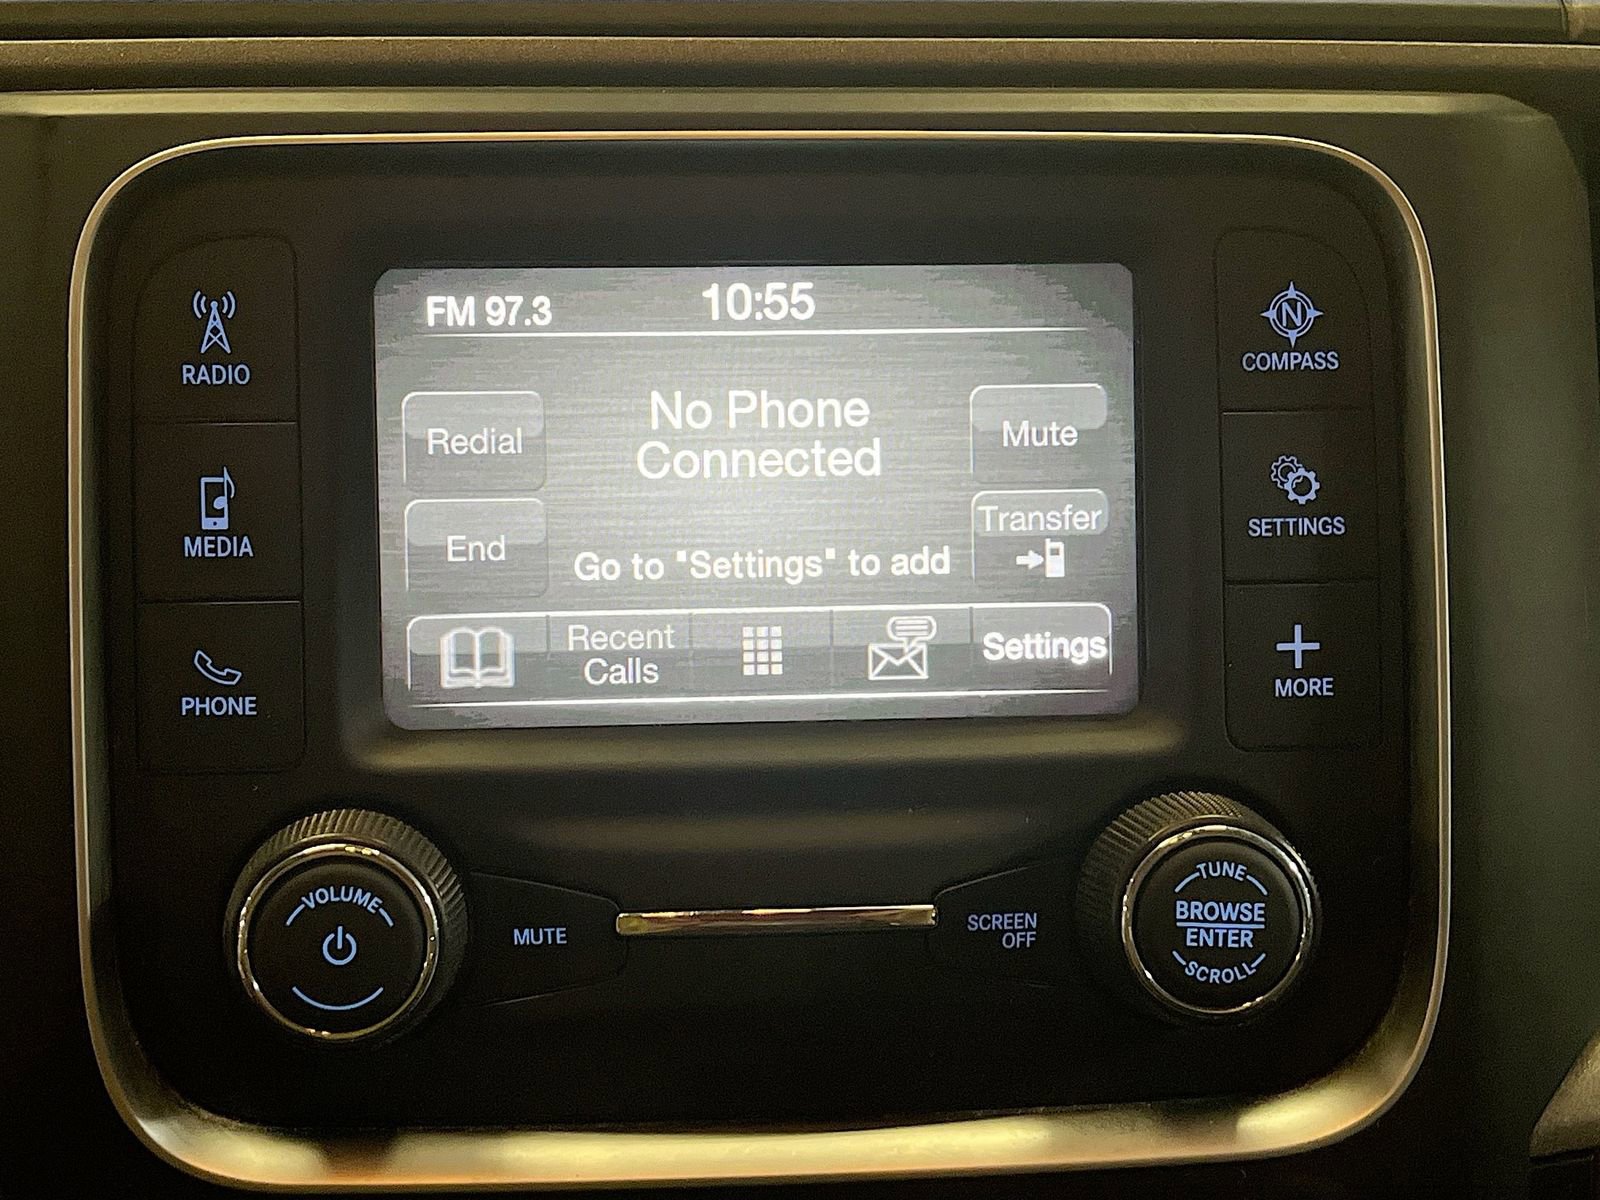 FM 97.3
10:55
No Phone
Connected
Go to "Settings" to add
Redial
End
Mute
Transfer
Recent
Calls
Settings
RADIO
MEDIA
PHONE
N
COMPASS
SETTINGS
MORE
VOLUME
MUTE
SCREEN
OFF
TUNE
BROWSE
ENTER
SCROLL